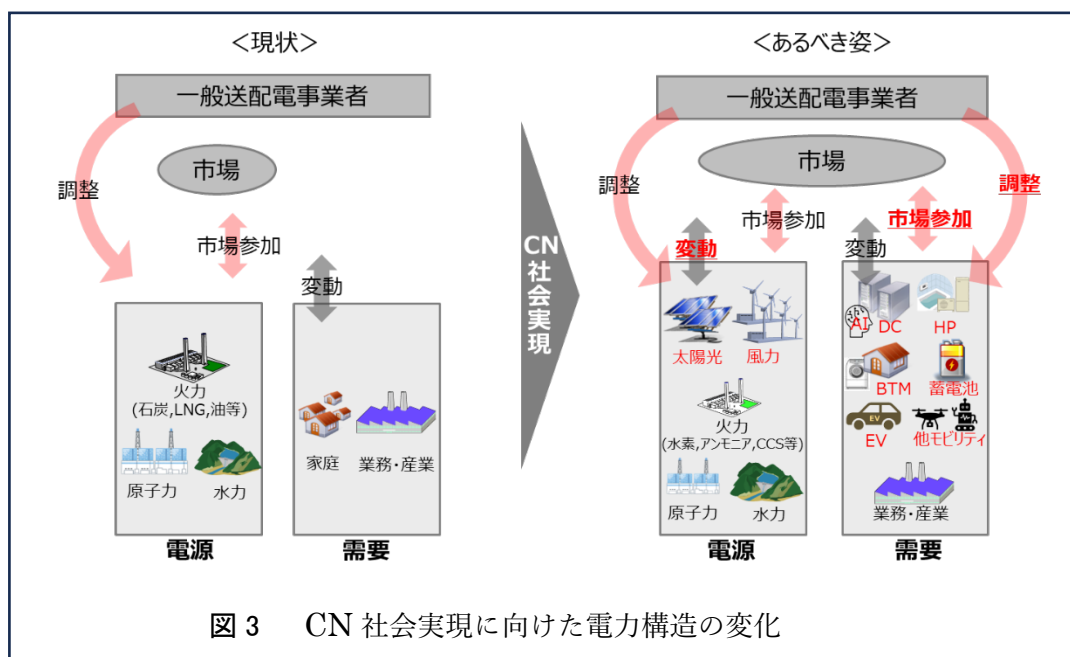 <現状>
一般送配電事業者
市場
調整
市場参加
変動
火力
(石炭,LNG,油等)
原子力
水力
電源
家庭
業務・産業
需要
CN社会実現
<あるべき姿>
一般送配電事業者
市場
調整
市場参加
変動
市場参加
調整
変動
太陽光
風力
火力
(水素,アンモニア,CCS等)
原子力
水力
電源
AI
DC
HP
BTM
蓄電池
EV
EV
他モビリティ
業務・産業
需要
図 3 CN 社会実現に向けた電力構造の変化